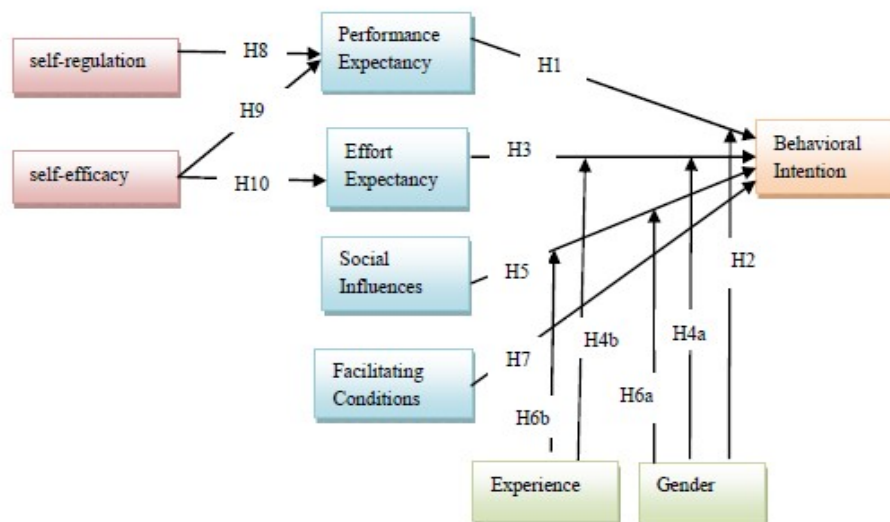 self-regulation
H8
Performance
Expectancy
H1
H9
self-efficacy
H10
Effort
Expectancy
H3
Behavioral
Intention
Social
Influences
H5
H2
H4b
H4a
H7
Facilitating
Conditions
H6a
H6b
Experience
Gender